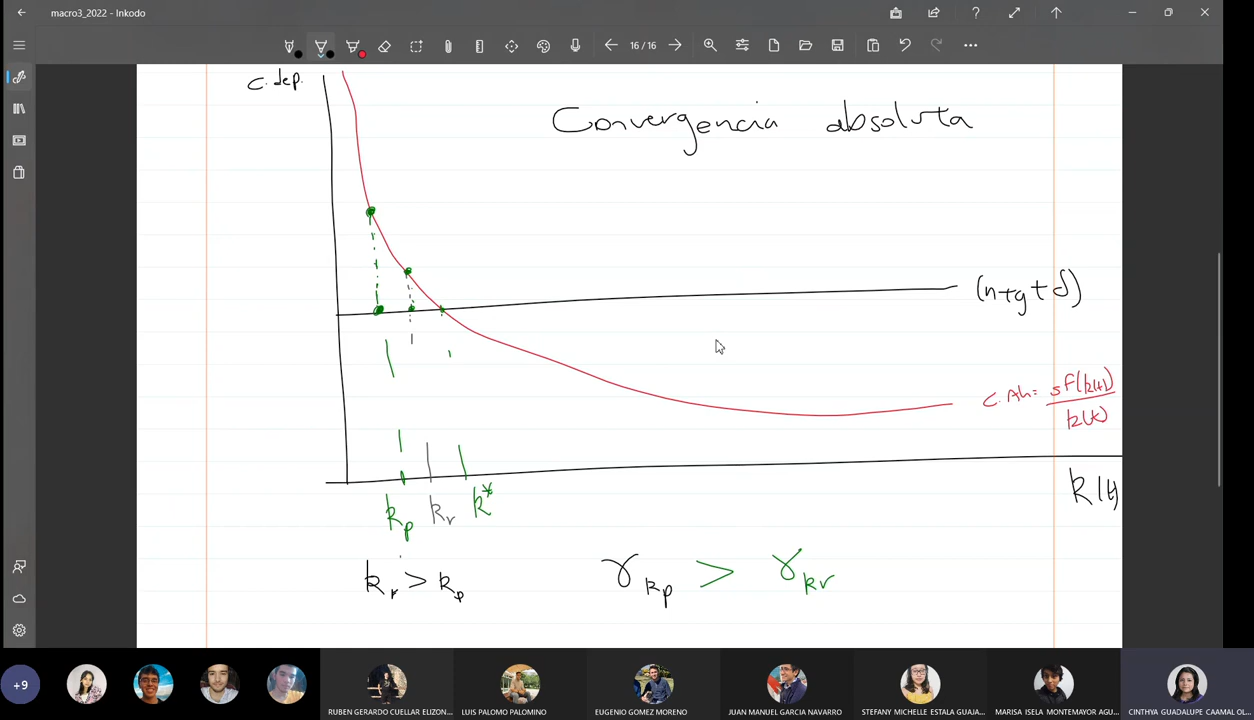 macro3_2022 - Inkodo
16/16
C. dep.
Convergencia absoluta
(n+g+δ)
C. Ah = sf(k(t))
k(t)
k(t)
kp kr k*
kr > kp
γkp > γkr
+9
RUBEN GERARDO CUELLAR ELIZON...
LUIS PALOMO PALOMINO
EUGENIO GOMEZ MORENO
JUAN MANUEL GARCIA NAVARRO
STEFANY MICHELLE ESTALA GUAJA...
MARISA ISELA MONTEMAYOR AGU...
CINTHYA GUADALUPE CAAMAL OL...